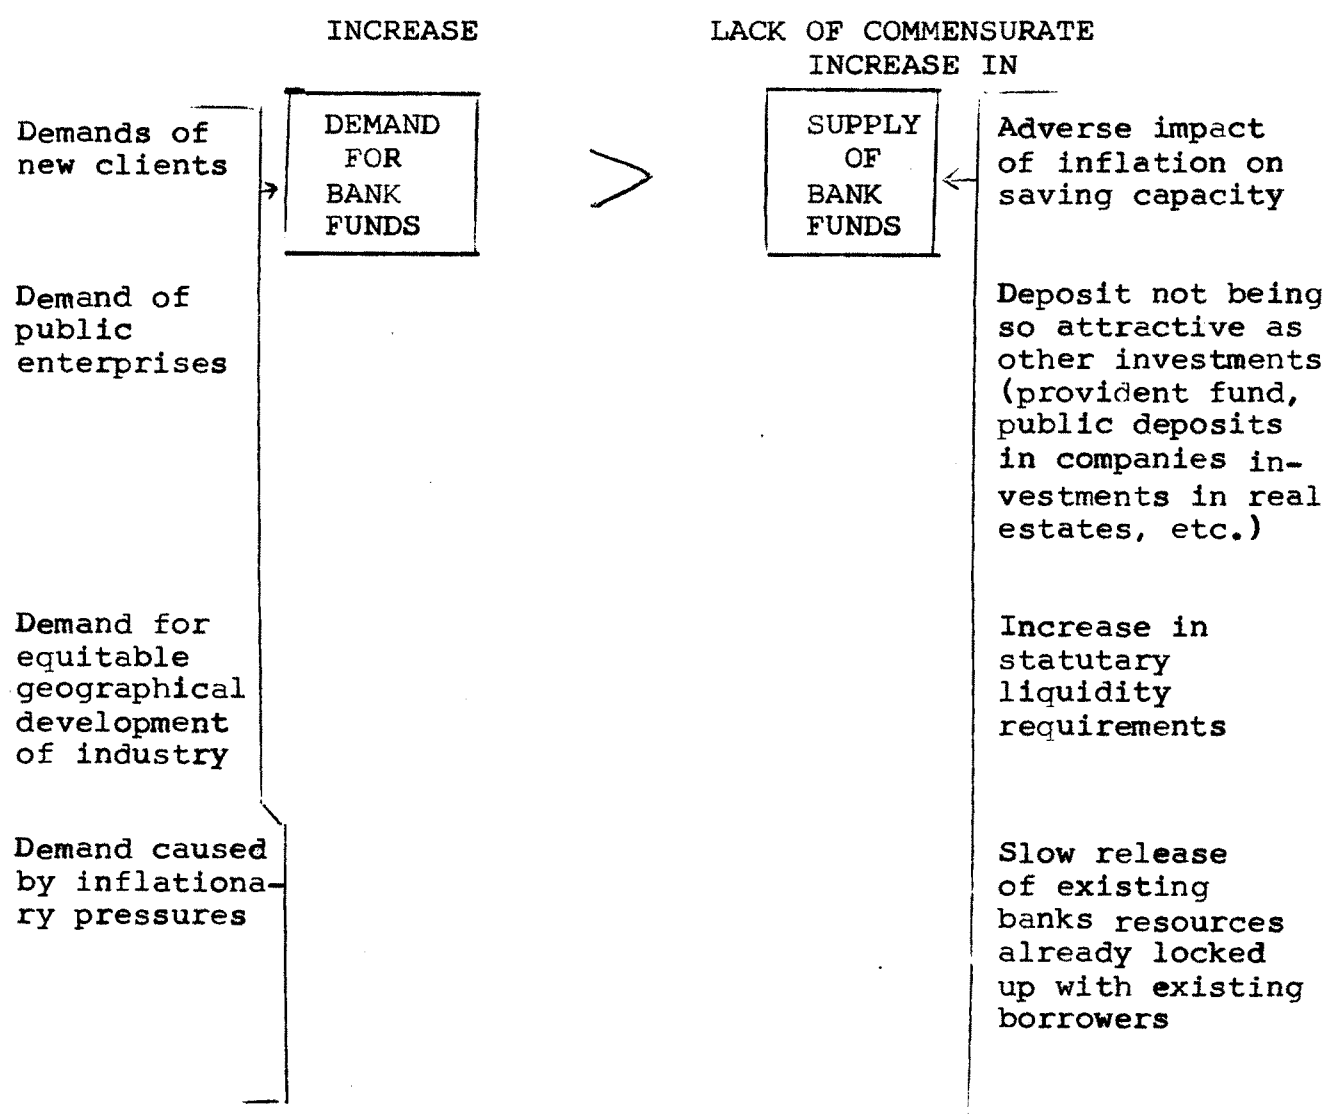 INCREASE
LACK OF COMMENSURATE
INCREASE IN
Demands of
new clients
DEMAND
FOR
BANK
FUNDS
>
SUPPLY
OF
BANK
FUNDS
Adverse impact
of inflation on
saving capacity
Demand of
public
enterprises
Deposit not being
so attractive as
other investments
(provident fund,
public deposits
in companies in-
vestments in real
estates, etc.)
Demand for
equitable
geographical
development
of industry
Increase in
statutary
liquidity
requirements
Demand caused
by inflationa-
ry pressures
Slow release
of existing
banks resources
already locked
up with existing
borrowers